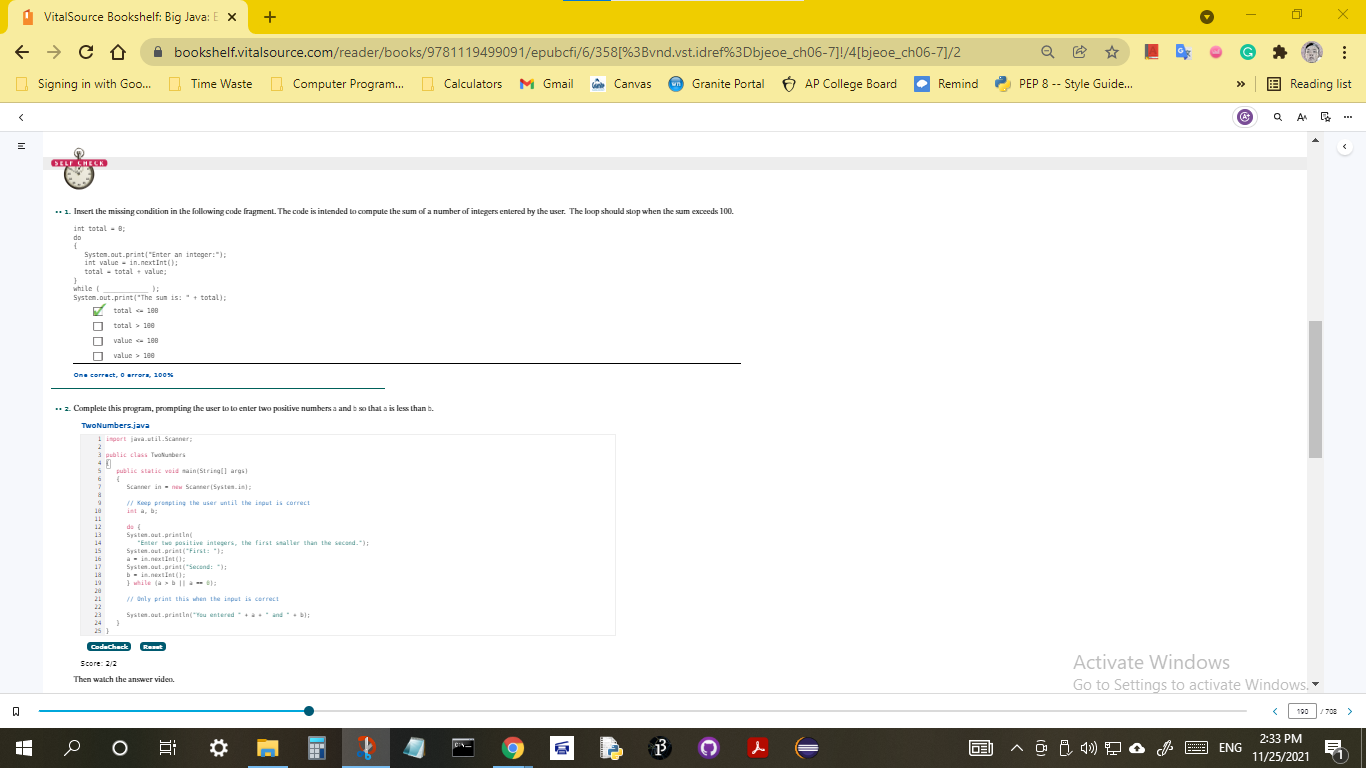 VitalSource Bookshelf: Big Java: E
bookshelf.vitalsource.com/reader/books/9781119499091/epubcfi/6/358[%3Bvnd.vst.idref%3Dbjeoe_ch06-7]!/4[bjeoe_ch06-7]/2
Signing in with Goo... Time Waste Computer Program... Calculators Gmail Canvas Granite Portal AP College Board Remind PEP 8 -- Style Guide... » Reading list
SELF CHECK
•• 1. Insert the missing condition in the following code fragment. The code is intended to compute the sum of a number of integers entered by the user. The loop should stop when the sum exceeds 100.
int total = 0;
do
{
System.out.print("Enter an integer:");
int value = in.nextInt();
total = total + value;
}
while ( ____________ );
System.out.print("The sum is: " + total);
total <= 100
total > 100
value <= 100
value > 100
One correct, 0 errors, 100%
•• 2. Complete this program, prompting the user to to enter two positive numbers a and b so that a is less than b.
TwoNumbers.java
1 import java.util.Scanner;
2
3 public class TwoNumbers
4 {
5 public static void main(String[] args)
6 {
7 Scanner in = new Scanner(System.in);
8
9 // Keep prompting the user until the input is correct
10 int a, b;
11
12 do {
13 System.out.println(
14 "Enter two positive integers, the first smaller than the second.");
15 System.out.print("First: ");
16 a = in.nextInt();
17 System.out.print("Second: ");
18 b = in.nextInt();
19 } while (a > b || a == 0);
20
21 // Only print this when the input is correct
22
23 System.out.println("You entered " + a + " and " + b);
24 }
25 }
CodeCheck Reset
Score: 2/2
Then watch the answer video.
Activate Windows
Go to Settings to activate Windows.
190 / 708
ENG
2:33 PM
11/25/2021
1